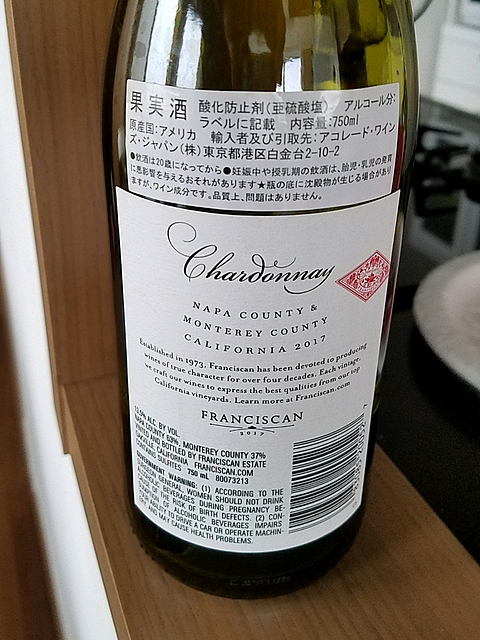 果実酒 酸化防止剤(亜硫酸塩) アルコール分:
ラベルに記載 内容量:750ml
原産国:アメリカ 輸入者及び引取先:アコレード・ワイン
ズ・ジャパン(株)東京都港区白金台2-10-2
●飲酒は20歳になってから●妊娠中や授乳期の飲酒は、胎児・乳児の発育
に悪影響を与えるおそれがあります★瓶の底に沈殿物が生じる場合があり
ますが、ワイン成分です。品質上、問題はありません。
Chardonnay
NAPA COUNTY &
MONTEREY COUNTY
CALIFORNIA 2017
Established in 1973, Franciscan has been devoted to producing
wines of true character for over four decades. Each vintage,
we craft our wines to express the best qualities from our top
California vineyards. Learn more at Franciscan.com
FRANCISCAN
2017
ALC. BY VOL.
NAPA COUNTY 63%, MONTEREY COUNTY 37%
AND BOTTLED BY FRANCISCAN ESTATE
CALIFORNIA FRANCISCAN.COM
CONTAINS SULFITES 750 mL 80073213
GOVERNMENT WARNING: (1) ACCORDING TO THE
SURGEON GENERAL, WOMEN SHOULD NOT DRINK
ALCOHOLIC BEVERAGES DURING PREGNANCY BE-
CAUSE OF THE RISK OF BIRTH DEFECTS. (2) CON-
SUMPTION OF ALCOHOLIC BEVERAGES IMPAIRS
YOUR ABILITY TO DRIVE A CAR OR OPERATE MACHIN-
ERY AND MAY CAUSE HEALTH PROBLEMS.